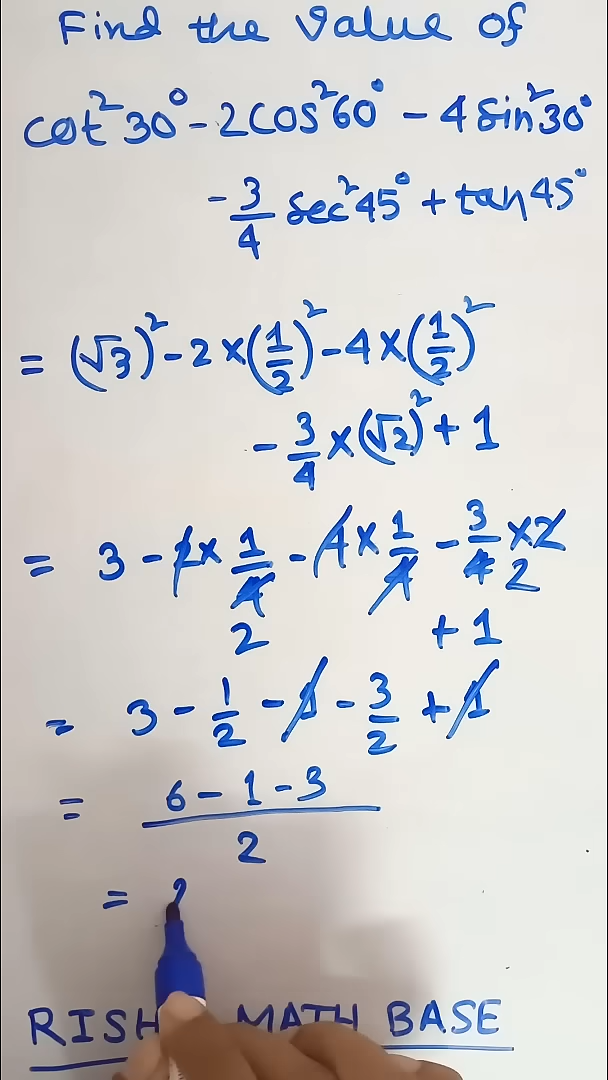 Find the Value of
cot²30° - 2cos²60° - 4sin²30°
- 3/4 sec²45° + tan45°
= (√3)² - 2×(1/2)² - 4×(1/2)²
- 3/4 ×(√2)² + 1
= 3 - 2× 1/4 - 4× 1/4 - 3/4 ×2
2 2
+ 1
= 3 - 1/2 - 1 - 3/2 + 1
= 6 - 1 - 3 / 2
=
MATH BASE